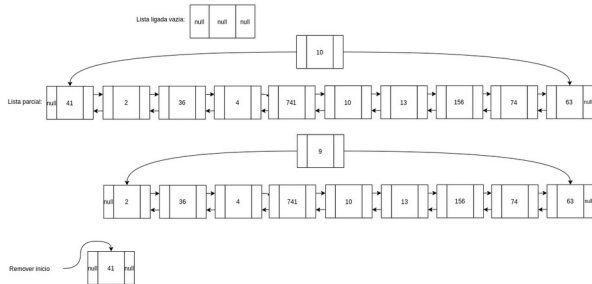 Lista ligada vazia: null null null
10
Lista parcial: null 41 2 36 4 741 10 13 156 74 63 null
9
null 2 36 4 741 10 13 156 74 63 null
Remover inicio null 41 null